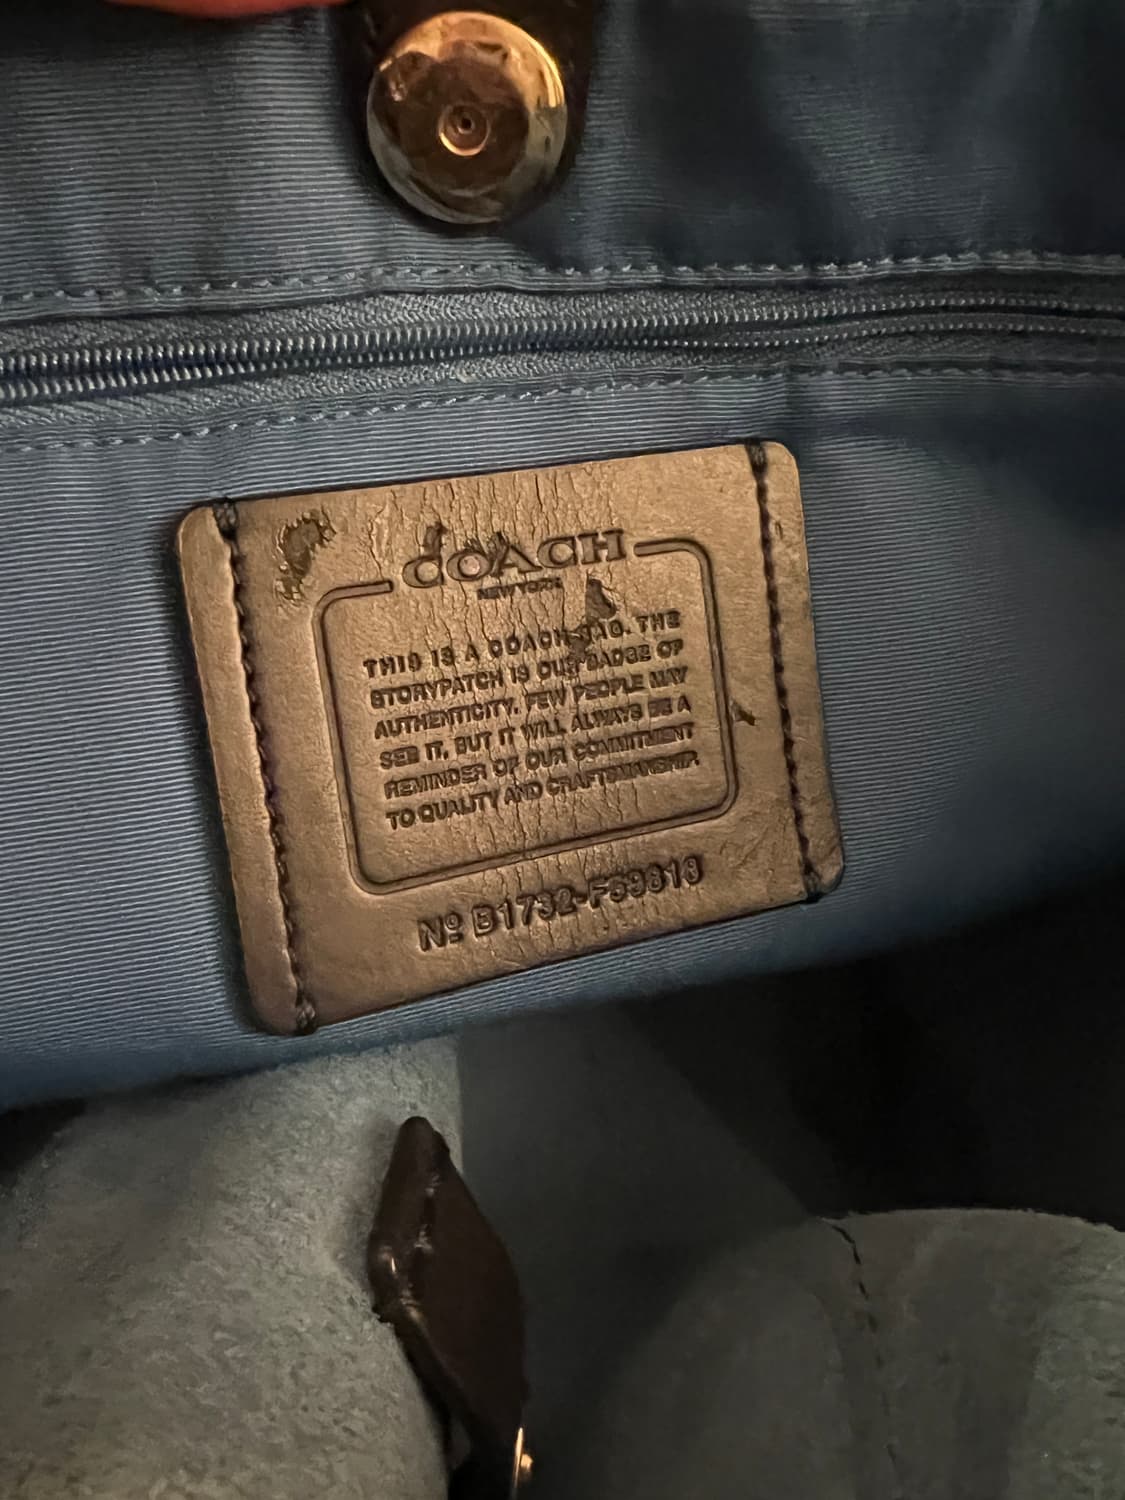 COACH
NEW YORK
THIS IS A COACH BAG. THE
STORYPATCH IS OUR BADGE OF
AUTHENTICITY. FEW PEOPLE MAY
SEE IT, BUT IT WILL ALWAYS BE A
REMINDER OF OUR COMMITMENT
TO QUALITY AND CRAFTSMANSHIP.
Nº B1732-F59818